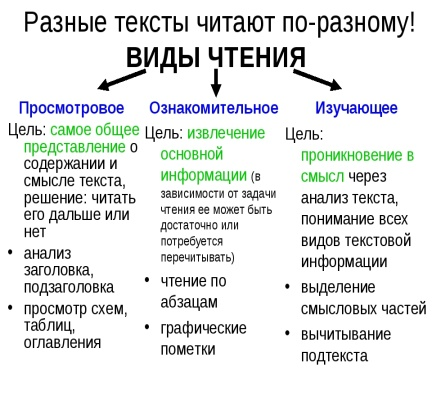 Разные тексты читают по-разному!
ВИДЫ ЧТЕНИЯ
Просмотровое
Цель: самое общее
представление о
содержании и
смысле текста,
решение: читать
его дальше или
нет
• анализ
заголовка,
подзаголовка
• просмотр схем,
таблиц,
оглавления
Ознакомительное
Цель: извлечение
основной
информации (в
зависимости от задачи
чтения ее может быть
достаточно или
потребуется
перечитывать)
• чтение по
абзацам
• графические
пометки
Изучающее
Цель:
проникновение в
смысл через
анализ текста,
понимание всех
видов текстовой
информации
• выделение
смысловых частей
• вычитывание
подтекста